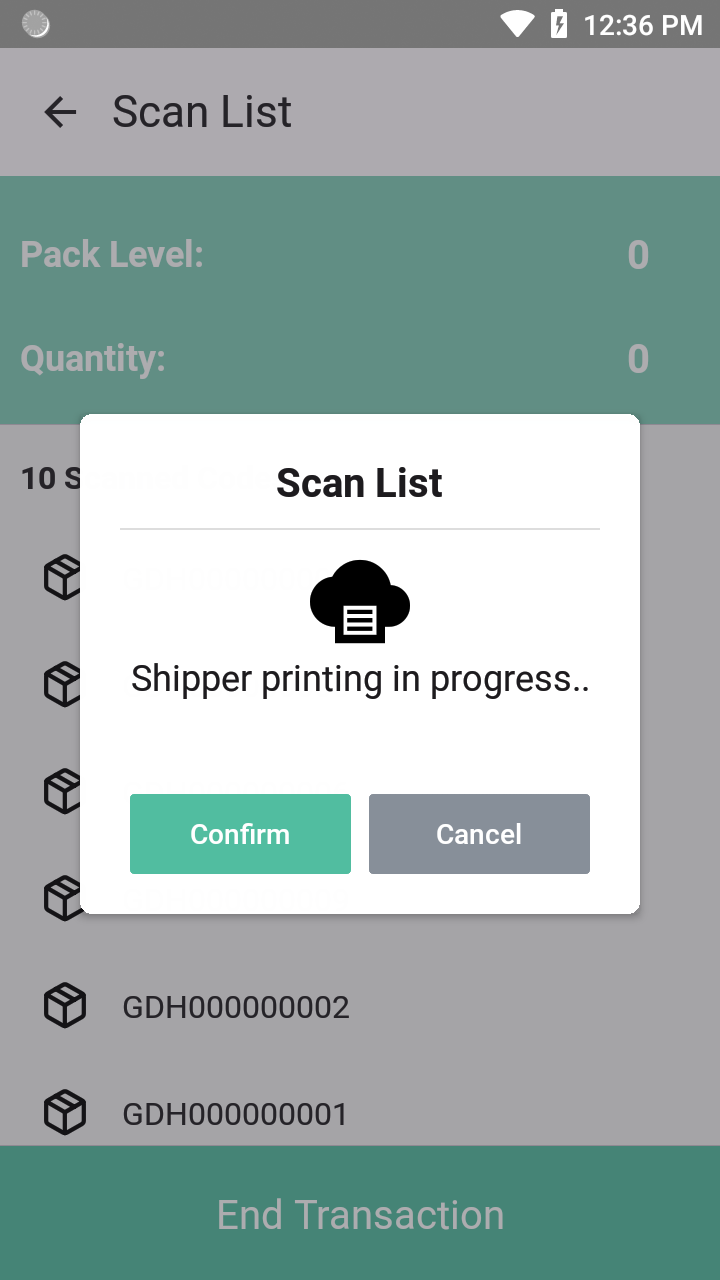 12:36 PM
Scan List
Pack Level: 0
Quantity: 0
10 S
Scan List
Shipper printing in progress..
Confirm Cancel
GDH000000002
GDH000000001
End Transaction